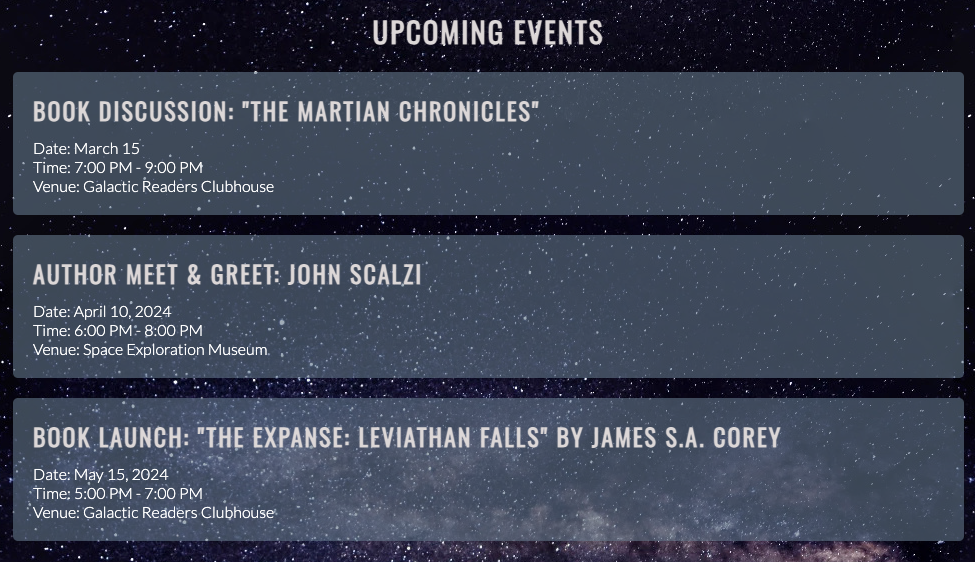 UPCOMING EVENTS
BOOK DISCUSSION: "THE MARTIAN CHRONICLES"
Date: March 15
Time: 7:00 PM - 9:00 PM
Venue: Galactic Readers Clubhouse
AUTHOR MEET & GREET: JOHN SCALZI
Date: April 10, 2024
Time: 6:00 PM - 8:00 PM
Venue: Space Exploration Museum
BOOK LAUNCH: "THE EXPANSE: LEVIATHAN FALLS" BY JAMES S.A. COREY
Date: May 15, 2024
Time: 5:00 PM - 7:00 PM
Venue: Galactic Readers Clubhouse